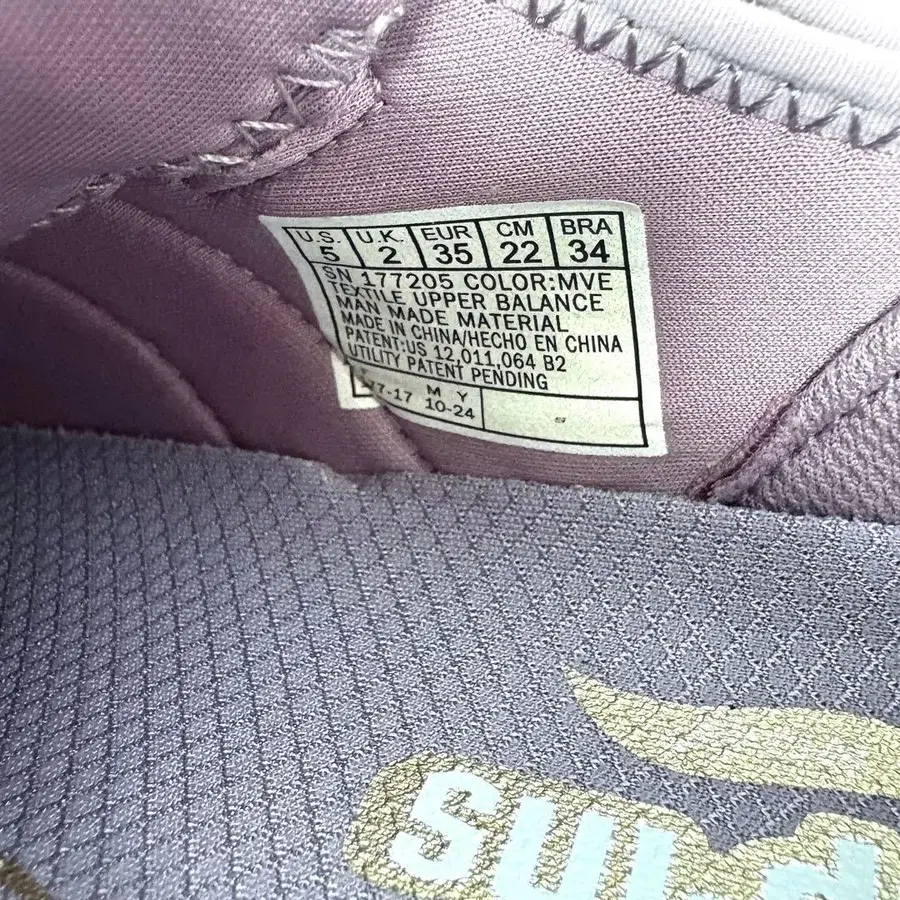 U.S. U.K. EUR CM BRA
5 2 35 22 34
SN 177205 COLOR:MVE
TEXTILE UPPER BALANCE
MAN MADE MATERIAL
MADE IN CHINA/HECHO EN CHINA
PATENT:US 12,011,064 B2
UTILITY PATENT PENDING
M Y
10-24